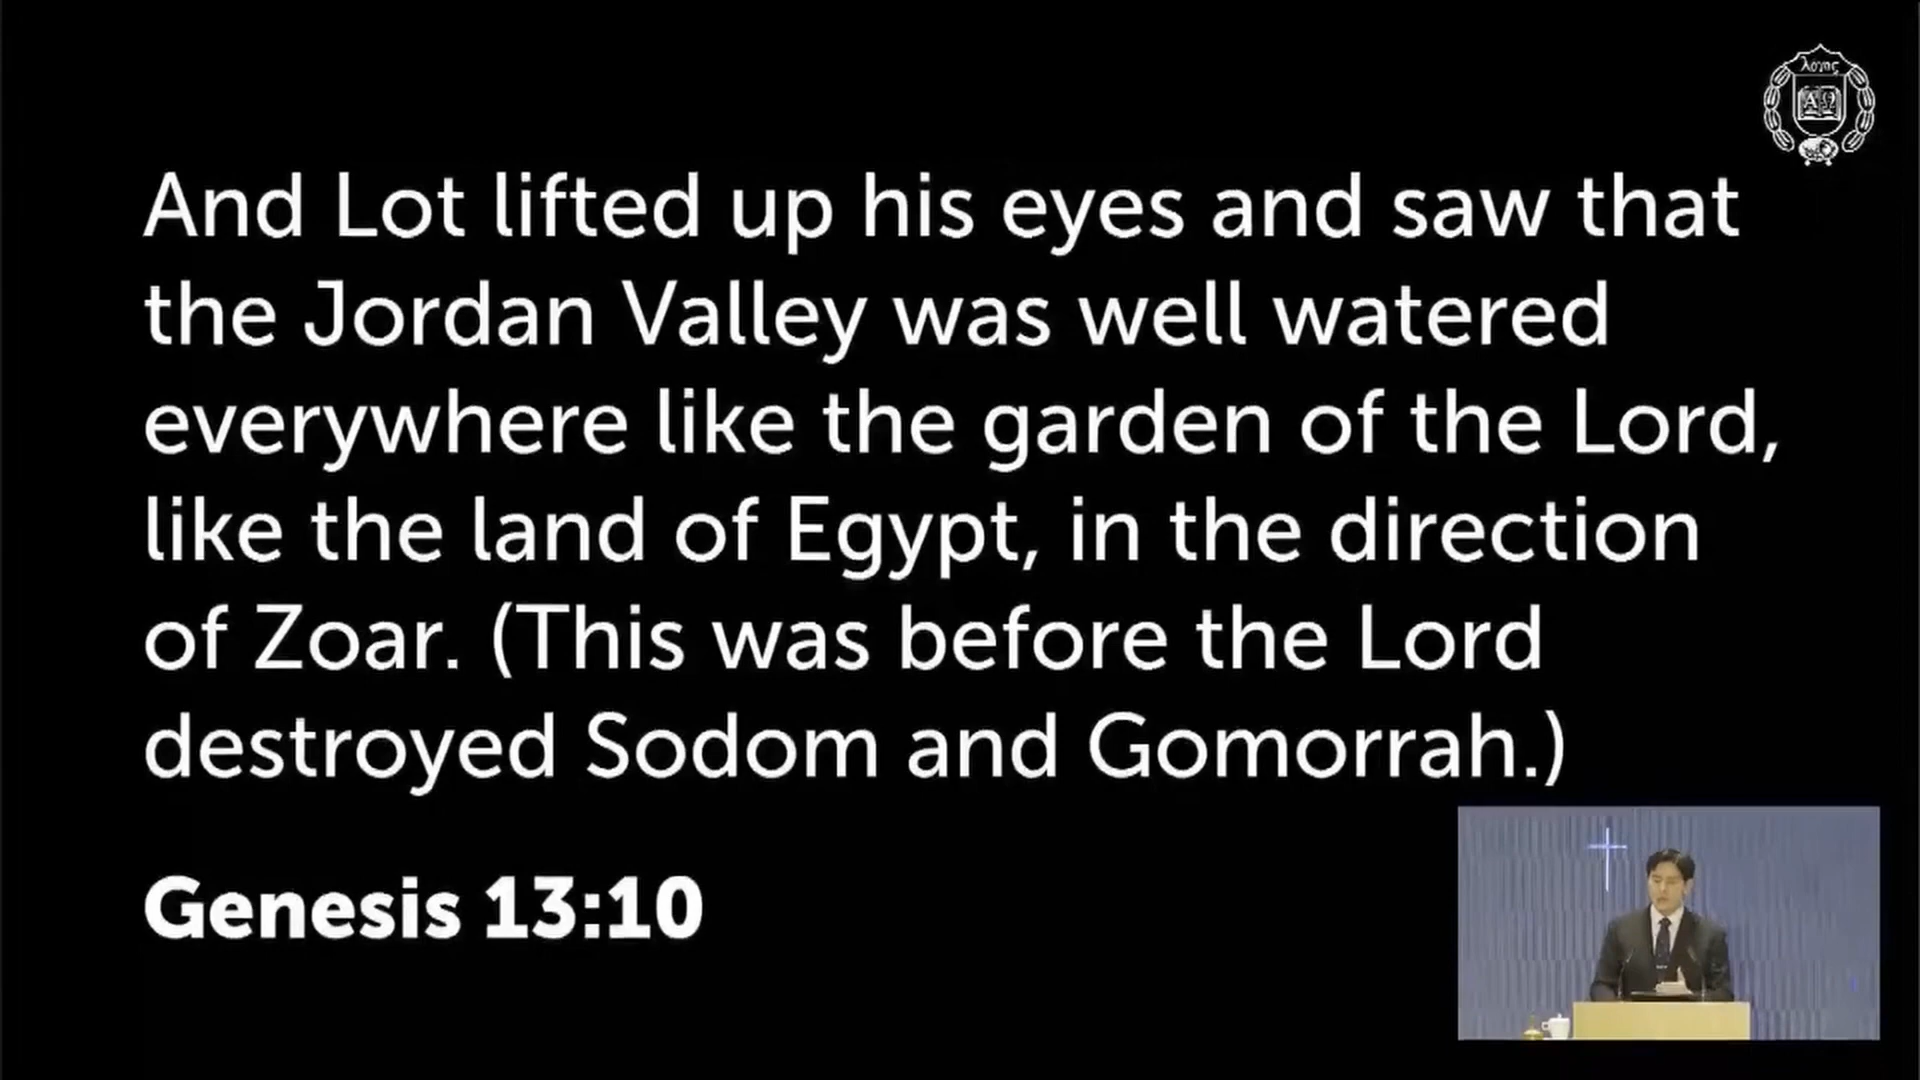 λόγος
Α Ω
And Lot lifted up his eyes and saw that
the Jordan Valley was well watered
everywhere like the garden of the Lord,
like the land of Egypt, in the direction
of Zoar. (This was before the Lord
destroyed Sodom and Gomorrah.)
Genesis 13:10